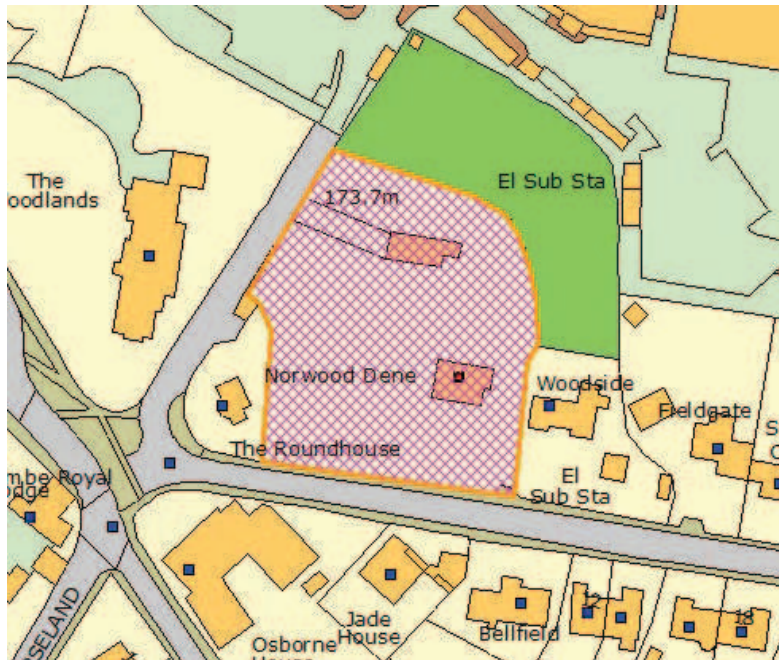 The
oodlands
El Sub Sta
173.7m
Norwood Dene
Woodside
Fieldgate
S
The Roundhouse
mbe Royal
odge
El
Sub Sta
12
18
Jade
House
Bellfield
SELAND
Osborne